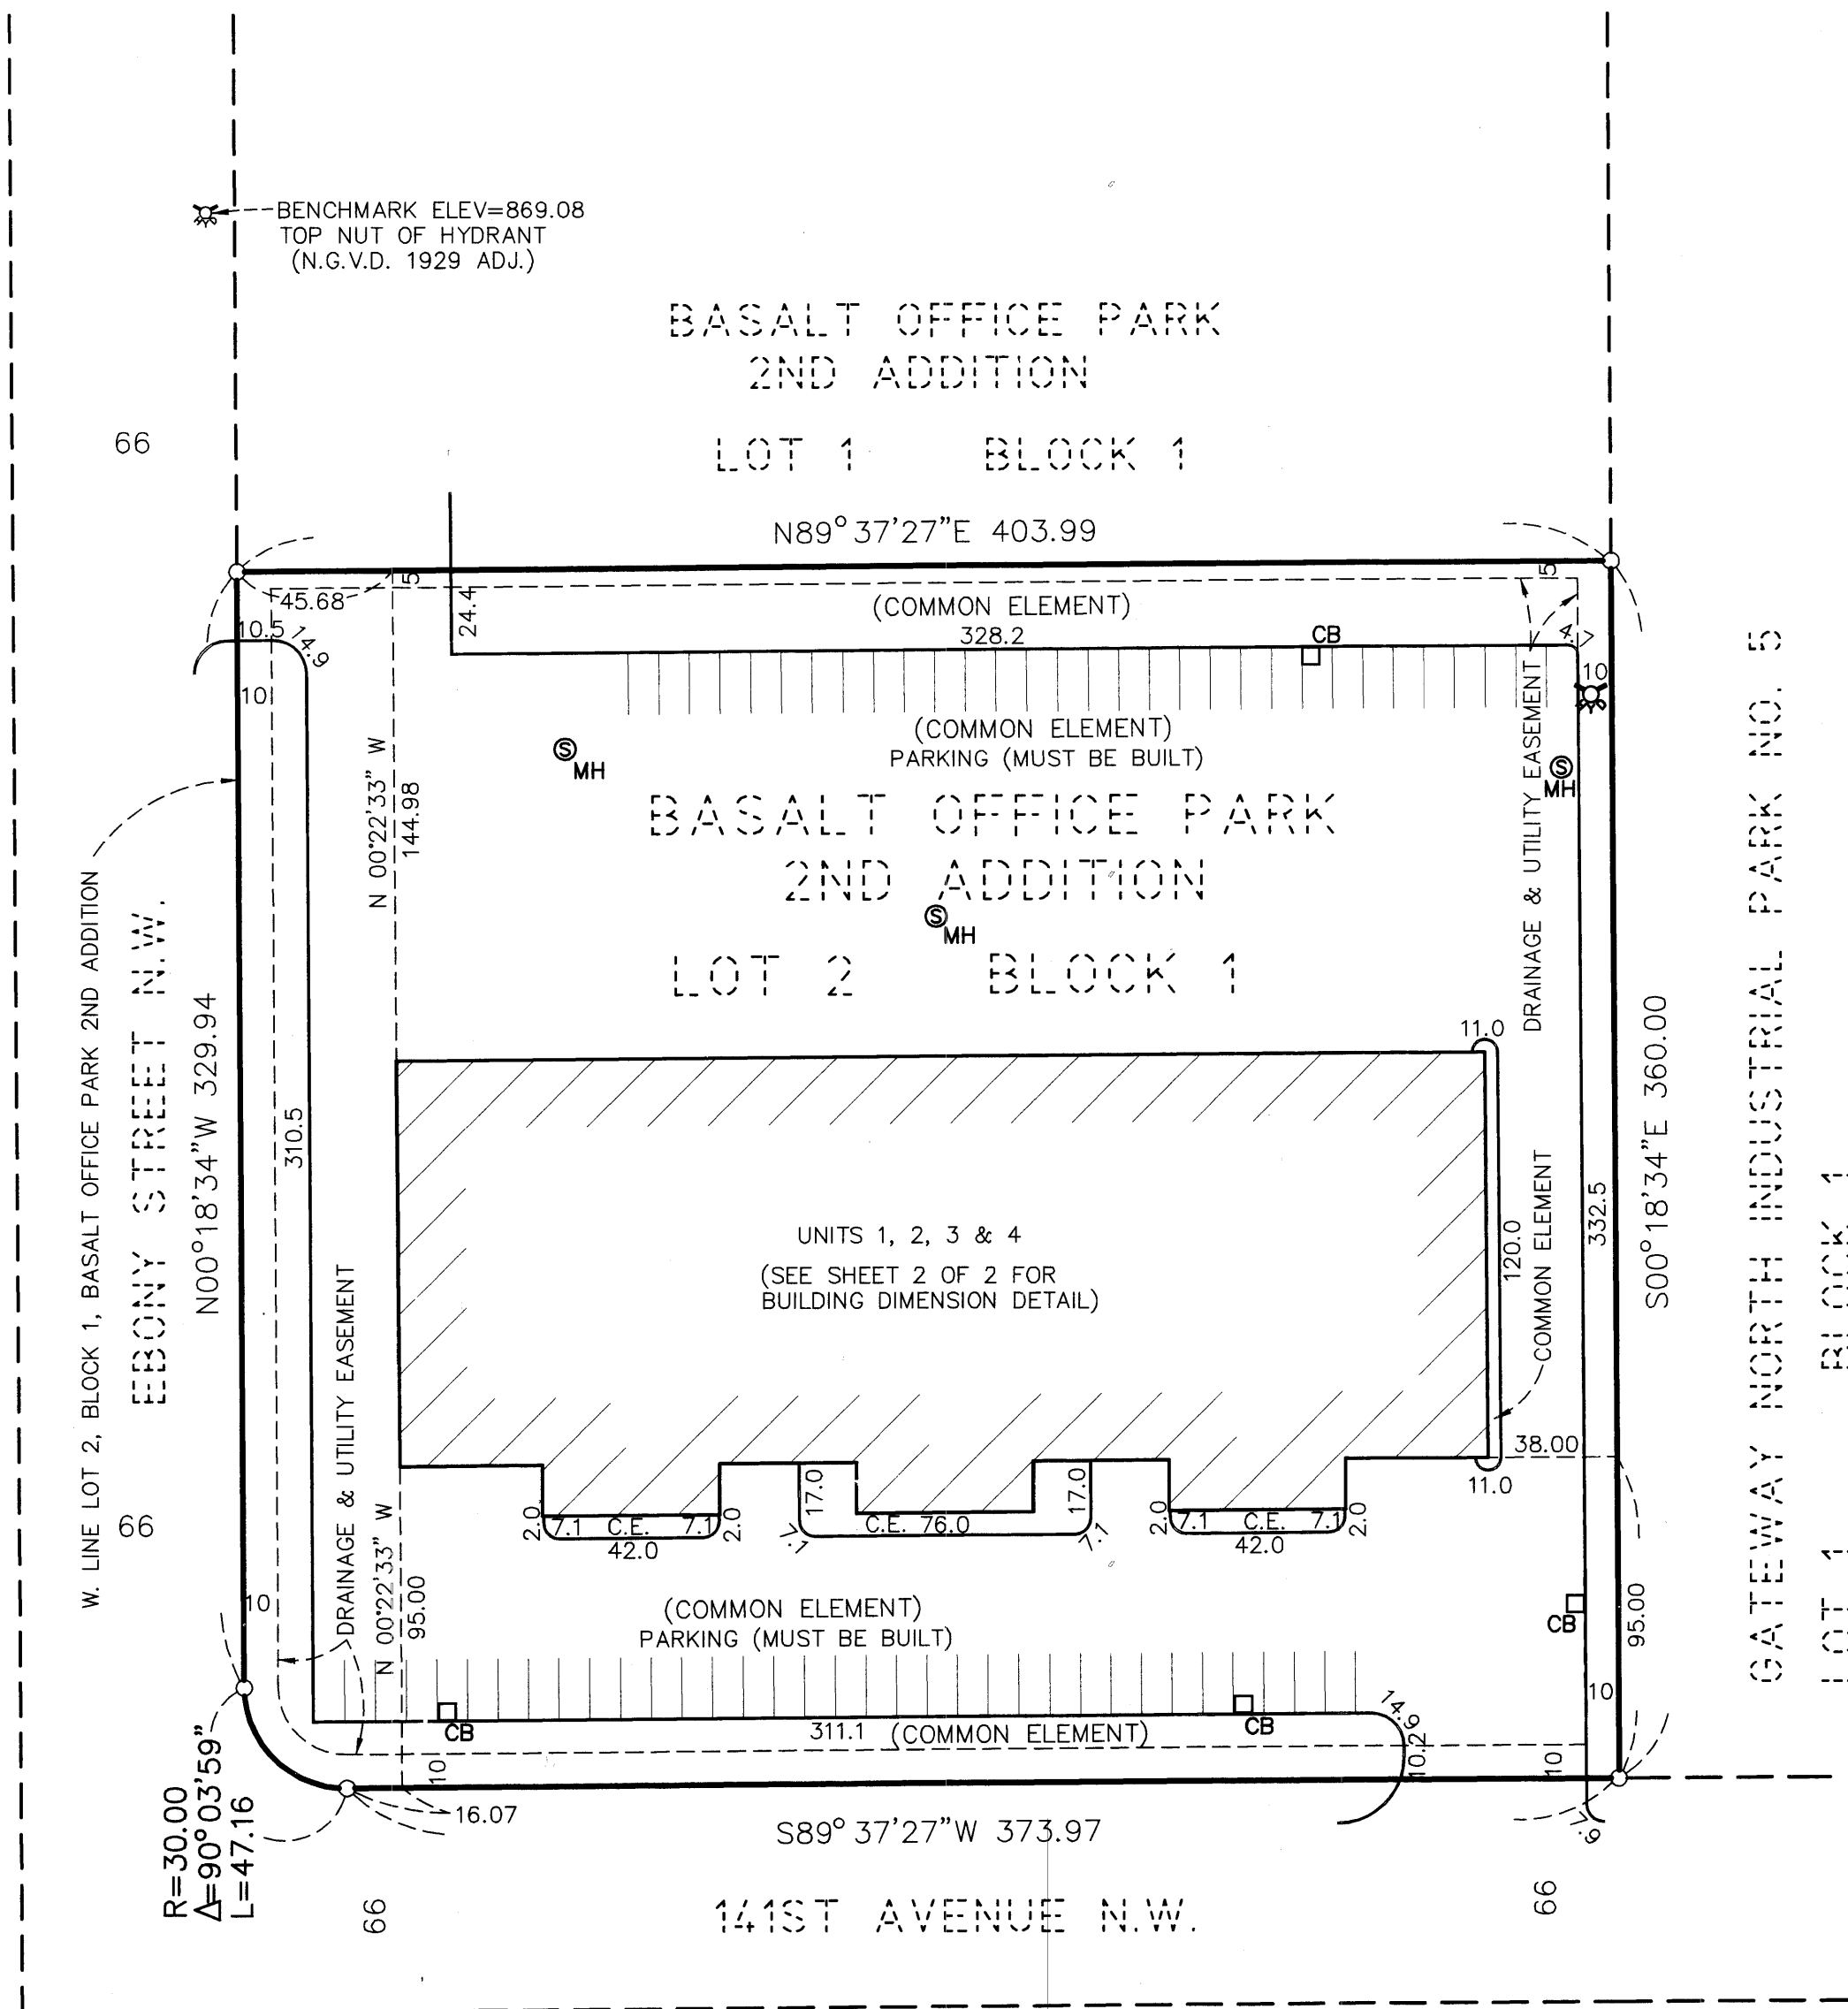 BENCHMARK ELEV=869.08
TOP NUT OF HYDRANT
(N.G.V.D. 1929 ADJ.)
BASALT OFFICE PARK
2ND ADDITION
LOT 1 BLOCK 1
66
N89°37'27"E 403.99
45.68
5
24.4
(COMMON ELEMENT)
328.2
CB
5
4.7
10.5
14.9
10
10
(COMMON ELEMENT)
PARKING (MUST BE BUILT)
MH
S
S
MH
N 00°22'33" W
144.98
BASALT OFFICE PARK
2ND ADDITION
S
MH
LOT 2 BLOCK 1
DRAINAGE & UTILITY EASEMENT
W. LINE LOT 2, BLOCK 1, BASALT OFFICE PARK 2ND ADDITION
EBONY STREET N.W.
N00°18'34"W 329.94
310.5
11.0
UNITS 1, 2, 3 & 4
(SEE SHEET 2 OF 2 FOR
BUILDING DIMENSION DETAIL)
120.0
COMMON ELEMENT
332.5
S00°18'34"E 360.00
GATEWAY NORTH INDUSTRIAL PARK NO. 5
LOT 1 BLOCK 1
DRAINAGE & UTILITY EASEMENT
38.00
11.0
66
2.0
7.1
C.E.
7.1
2.0
42.0
17.0
7.1
C.E. 76.0
17.0
7.1
2.0
7.1
C.E.
7.1
2.0
42.0
10
N 00°22'33" W
95.00
(COMMON ELEMENT)
PARKING (MUST BE BUILT)
CB
95.00
10
CB
311.1 (COMMON ELEMENT)
CB
14.9
10.2
10
10
16.07
7.9
R=30.00
Δ=90°03'59"
L=47.16
S89°37'27"W 373.97
66
141ST AVENUE N.W.
66